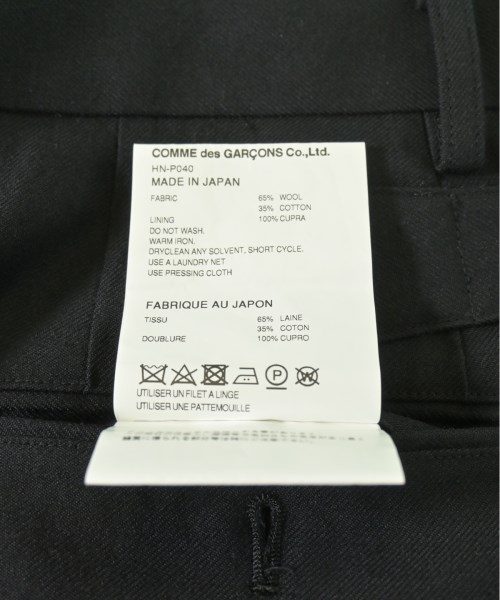 COMME des GARÇONS Co.,Ltd.
HN-P040
MADE IN JAPAN
FABRIC 65% WOOL
35% COTTON
LINING 100% CUPRA
DO NOT WASH.
WARM IRON.
DRYCLEAN ANY SOLVENT, SHORT CYCLE.
USE A LAUNDRY NET
USE PRESSING CLOTH
FABRIQUE AU JAPON
TISSU 65% LAINE
35% COTON
DOUBLURE 100% CUPRO
P W
UTILISER UN FILET A LINGE
UTILISER UNE PATTEMOUILLE